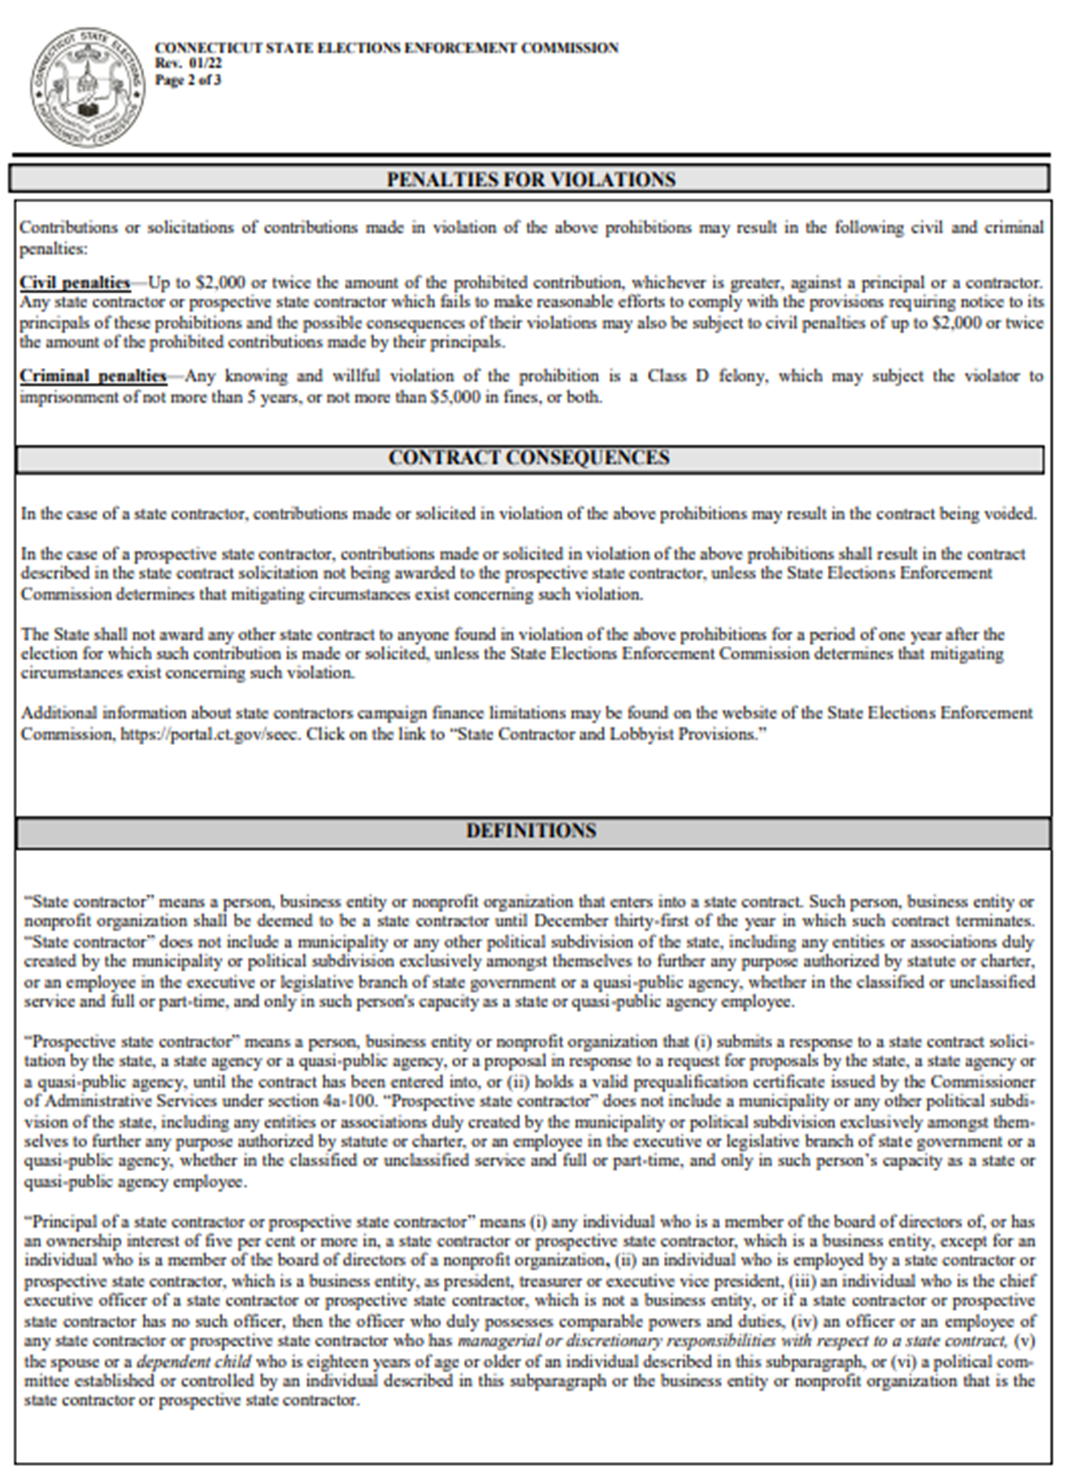 CONNECTICUT STATE ELECTIONS ENFORCEMENT COMMISSION
Rev. 01/22
Page 2 of 3
CONNECTICUT STATE ELECTIONS
ENFORCEMENT COMMISSION
PENALTIES FOR VIOLATIONS
Contributions or solicitations of contributions made in violation of the above prohibitions may result in the following civil and criminal
penalties:
Civil penalties—Up to $2,000 or twice the amount of the prohibited contribution, whichever is greater, against a principal or a contractor.
Any state contractor or prospective state contractor which fails to make reasonable efforts to comply with the provisions requiring notice to its
principals of these prohibitions and the possible consequences of their violations may also be subject to civil penalties of up to $2,000 or twice
the amount of the prohibited contributions made by their principals.
Criminal penalties—Any knowing and willful violation of the prohibition is a Class D felony, which may subject the violator to
imprisonment of not more than 5 years, or not more than $5,000 in fines, or both.
CONTRACT CONSEQUENCES
In the case of a state contractor, contributions made or solicited in violation of the above prohibitions may result in the contract being voided.
In the case of a prospective state contractor, contributions made or solicited in violation of the above prohibitions shall result in the contract
described in the state contract solicitation not being awarded to the prospective state contractor, unless the State Elections Enforcement
Commission determines that mitigating circumstances exist concerning such violation.
The State shall not award any other state contract to anyone found in violation of the above prohibitions for a period of one year after the
election for which such contribution is made or solicited, unless the State Elections Enforcement Commission determines that mitigating
circumstances exist concerning such violation.
Additional information about state contractors campaign finance limitations may be found on the website of the State Elections Enforcement
Commission, https://portal.ct.gov/seec. Click on the link to “State Contractor and Lobbyist Provisions.”
DEFINITIONS
“State contractor” means a person, business entity or nonprofit organization that enters into a state contract. Such person, business entity or
nonprofit organization shall be deemed to be a state contractor until December thirty-first of the year in which such contract terminates.
“State contractor” does not include a municipality or any other political subdivision of the state, including any entities or associations duly
created by the municipality or political subdivision exclusively amongst themselves to further any purpose authorized by statute or charter,
or an employee in the executive or legislative branch of state government or a quasi-public agency, whether in the classified or unclassified
service and full or part-time, and only in such person's capacity as a state or quasi-public agency employee.
“Prospective state contractor” means a person, business entity or nonprofit organization that (i) submits a response to a state contract solici-
tation by the state, a state agency or a quasi-public agency, or a proposal in response to a request for proposals by the state, a state agency or
a quasi-public agency, until the contract has been entered into, or (ii) holds a valid prequalification certificate issued by the Commissioner
of Administrative Services under section 4a-100. “Prospective state contractor” does not include a municipality or any other political subdi-
vision of the state, including any entities or associations duly created by the municipality or political subdivision exclusively amongst them-
selves to further any purpose authorized by statute or charter, or an employee in the executive or legislative branch of state government or a
quasi-public agency, whether in the classified or unclassified service and full or part-time, and only in such person’s capacity as a state or
quasi-public agency employee.
“Principal of a state contractor or prospective state contractor” means (i) any individual who is a member of the board of directors of, or has
an ownership interest of five per cent or more in, a state contractor or prospective state contractor, which is a business entity, except for an
individual who is a member of the board of directors of a nonprofit organization, (ii) an individual who is employed by a state contractor or
prospective state contractor, which is a business entity, as president, treasurer or executive vice president, (iii) an individual who is the chief
executive officer of a state contractor or prospective state contractor, which is not a business entity, or if a state contractor or prospective
state contractor has no such officer, then the officer who duly possesses comparable powers and duties, (iv) an officer or an employee of
any state contractor or prospective state contractor who has managerial or discretionary responsibilities with respect to a state contract, (v)
the spouse or a dependent child who is eighteen years of age or older of an individual described in this subparagraph, or (vi) a political com-
mittee established or controlled by an individual described in this subparagraph or the business entity or nonprofit organization that is the
state contractor or prospective state contractor.